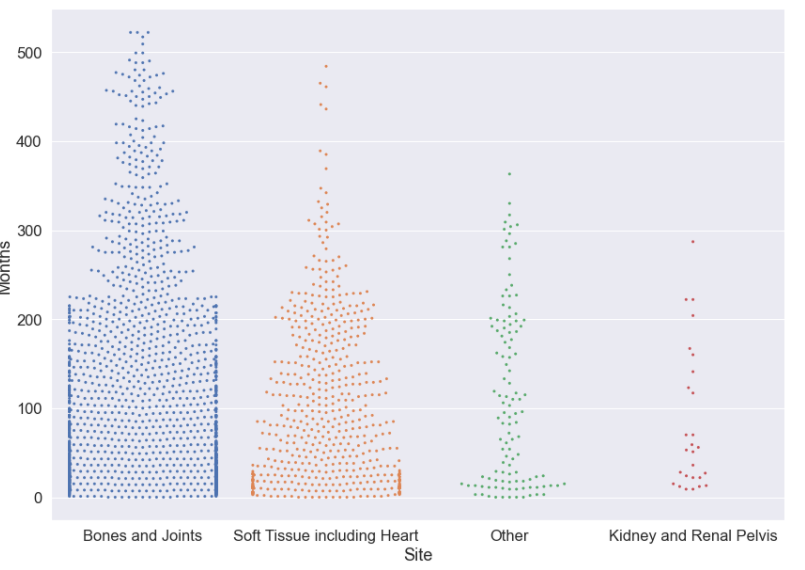 500
400
300
200
100
0
Months
Bones and Joints
Soft Tissue including Heart
Other
Kidney and Renal Pelvis
Site